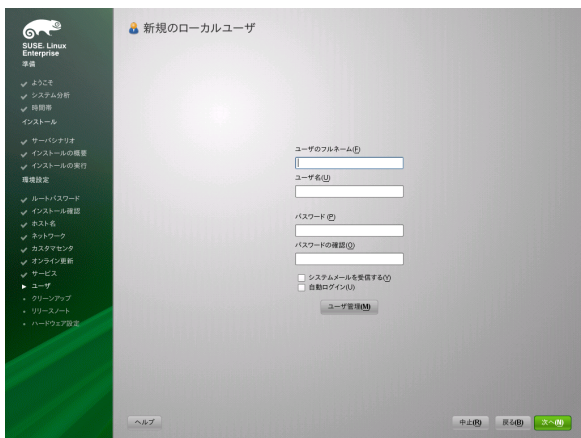 SUSE. Linux
Enterprise
準備
ようこそ
システム分析
時間帯
インストール
サーバシナリオ
インストールの概要
インストールの実行
環境設定
ルートパスワード
インストール確認
ホスト名
ネットワーク
カスタマセンタ
オンライン更新
サービス
ユーザ
クリーンアップ
リリースノート
ハードウェア設定
新規のローカルユーザ
ユーザのフルネーム(F)
ユーザ名(U)
パスワード (P)
パスワードの確認(O)
システムメールを受信する(Y)
自動ログイン(U)
ユーザ管理(M)
ヘルプ
中止(R)
戻る(B)
次へ(N)